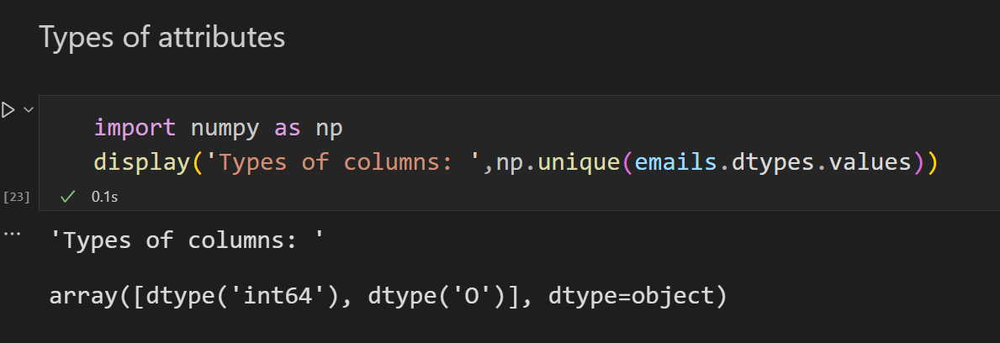 Types of attributes
import numpy as np
display('Types of columns: ',np.unique(emails.dtypes.values))
[23]
0.1s
'Types of columns: '
array([dtype('int64'), dtype('O')], dtype=object)